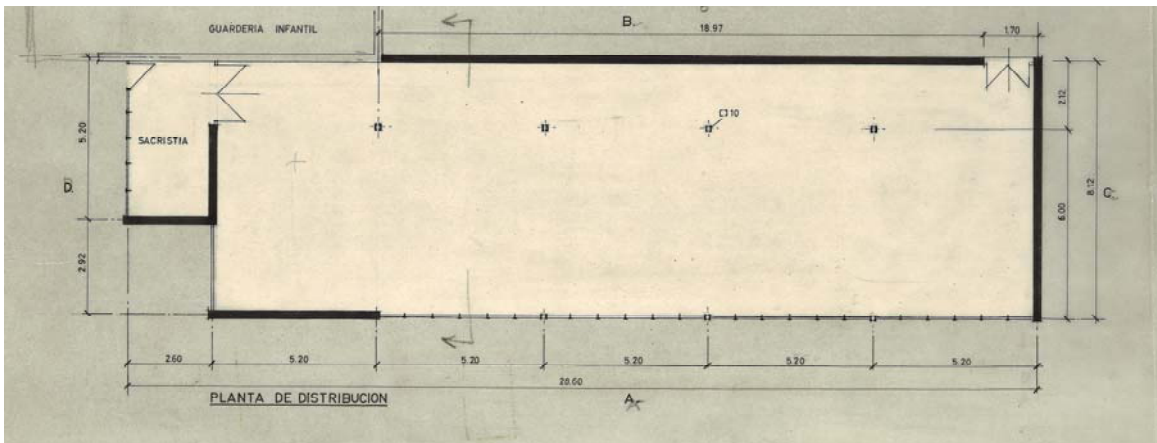 GUARDERIA INFANTIL
B.
18.97
1.70
2.12
C110
5.20
SACRISTIA
D.
8.12
C.
6.00
2.92
2.60
5.20
5.20
5.20
5.20
5.20
28.60
PLANTA DE DISTRIBUCION
A.